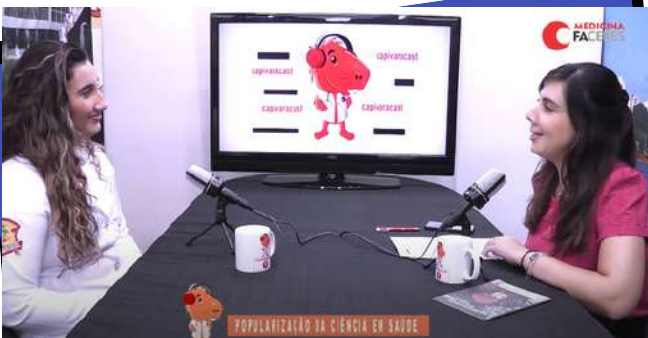 MEDICINA
FACERES
capivaracast
capivaracast
capivaracast
capivaracast
POPULARIZAÇÃO DA CIÊNCIA EM SAÚDE